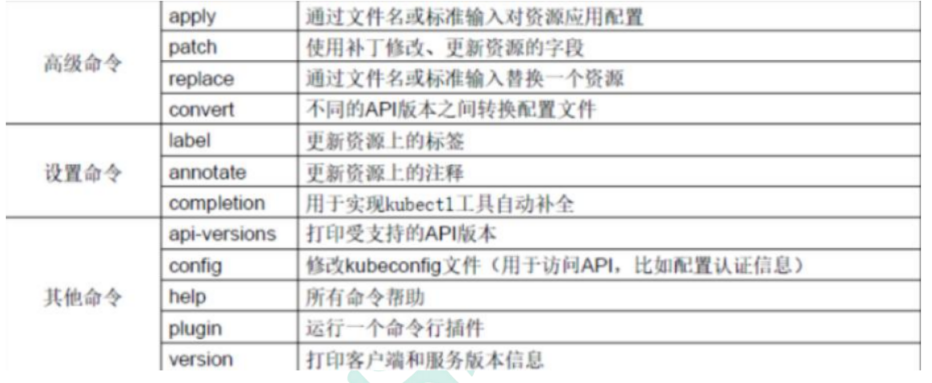 高级命令
apply 通过文件名或标准输入对资源应用配置
patch 使用补丁修改、更新资源的字段
replace 通过文件名或标准输入替换一个资源
convert 不同的API版本之间转换配置文件
设置命令
label 更新资源上的标签
annotate 更新资源上的注释
completion 用于实现kubectl工具自动补全
其他命令
api-versions 打印受支持的API版本
config 修改kubeconfig文件（用于访问API，比如配置认证信息）
help 所有命令帮助
plugin 运行一个命令行插件
version 打印客户端和服务版本信息